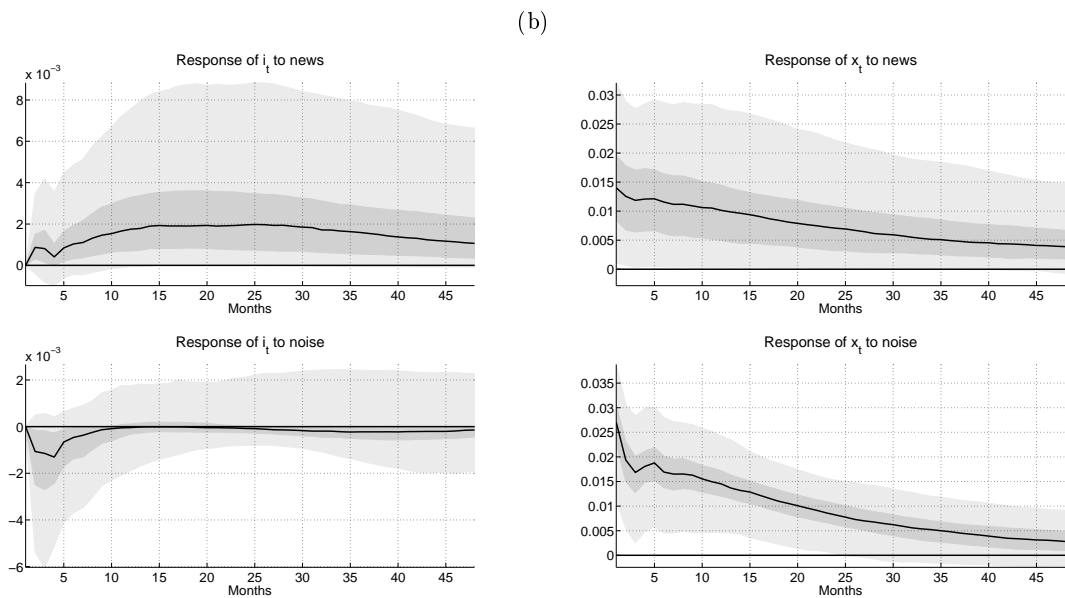 (b)
Response of i_t to news
x 10^−3
8
6
4
2
0
5 10 15 20 25 30 35 40 45
Months
Response of x_t to news
0.03
0.025
0.02
0.015
0.01
0.005
0
5 10 15 20 25 30 35 40 45
Months
Response of i_t to noise
x 10^−3
2
0
−2
−4
−6
5 10 15 20 25 30 35 40 45
Months
Response of x_t to noise
0.035
0.03
0.025
0.02
0.015
0.01
0.005
0
5 10 15 20 25 30 35 40 45
Months